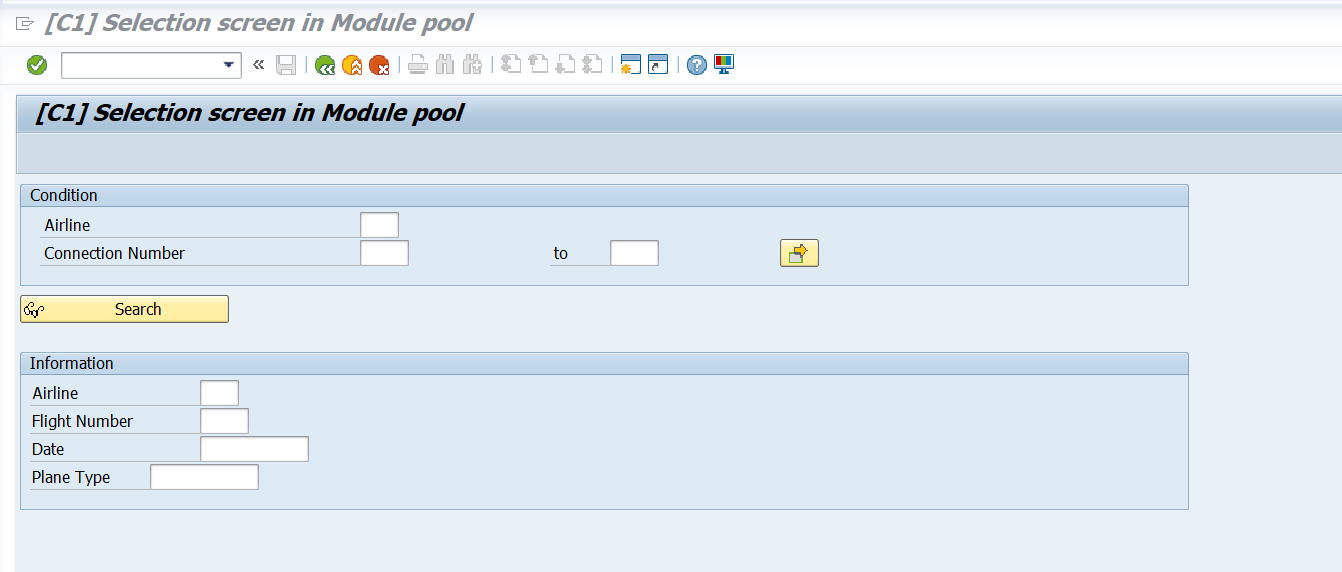 [C1] Selection screen in Module pool
[C1] Selection screen in Module pool
Condition
Airline
Connection Number to
Search
Information
Airline
Flight Number
Date
Plane Type